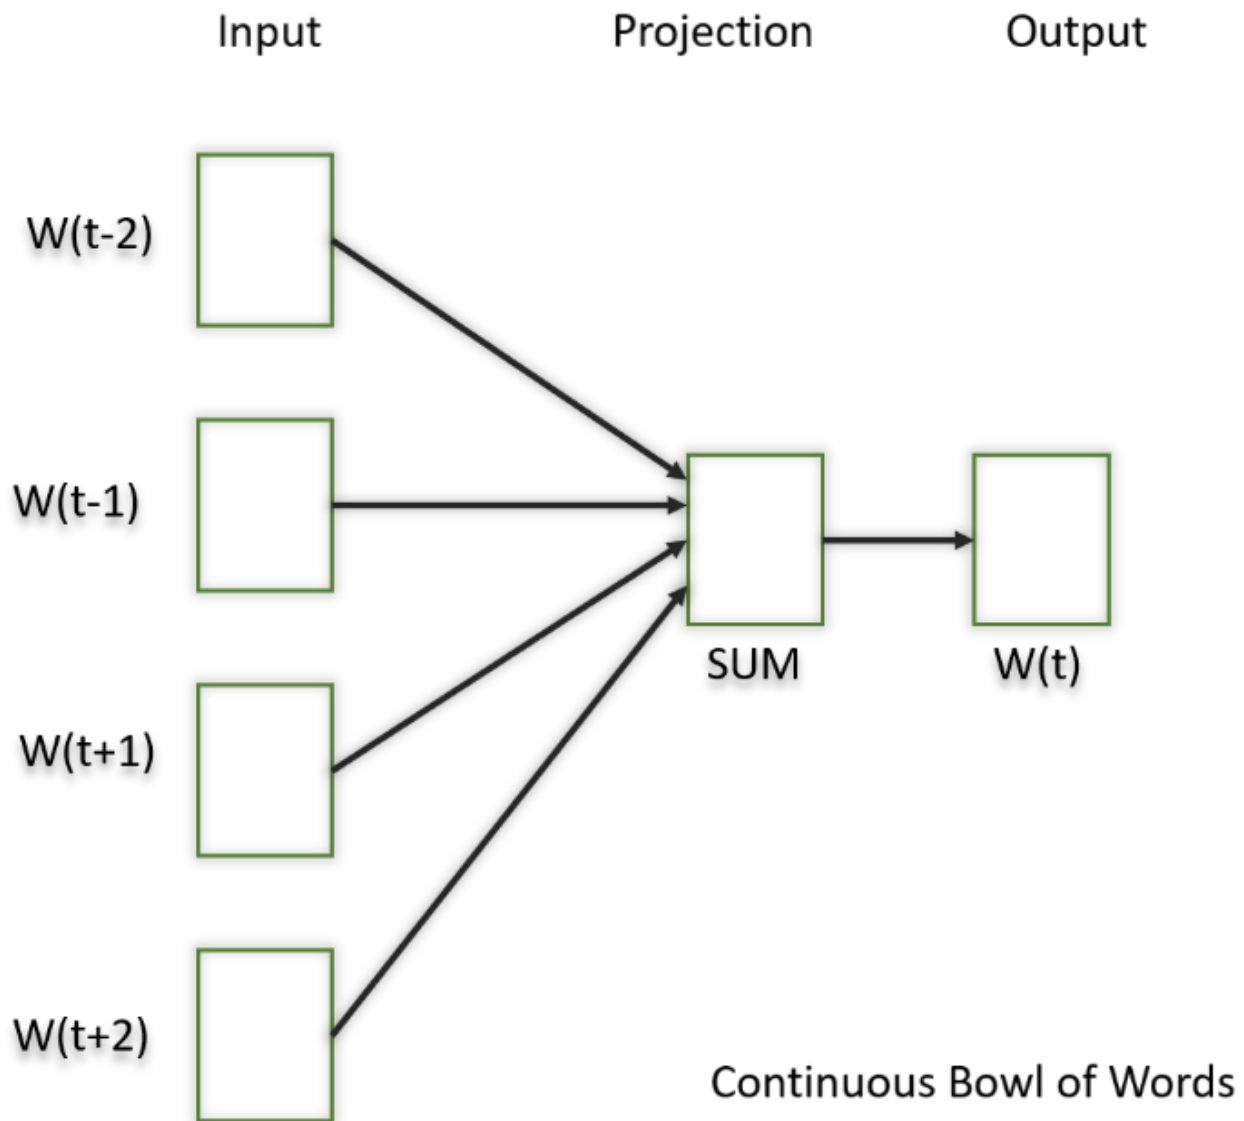 Input Projection Output
W(t-2)
W(t-1)
SUM W(t)
W(t+1)
W(t+2)
Continuous Bowl of Words